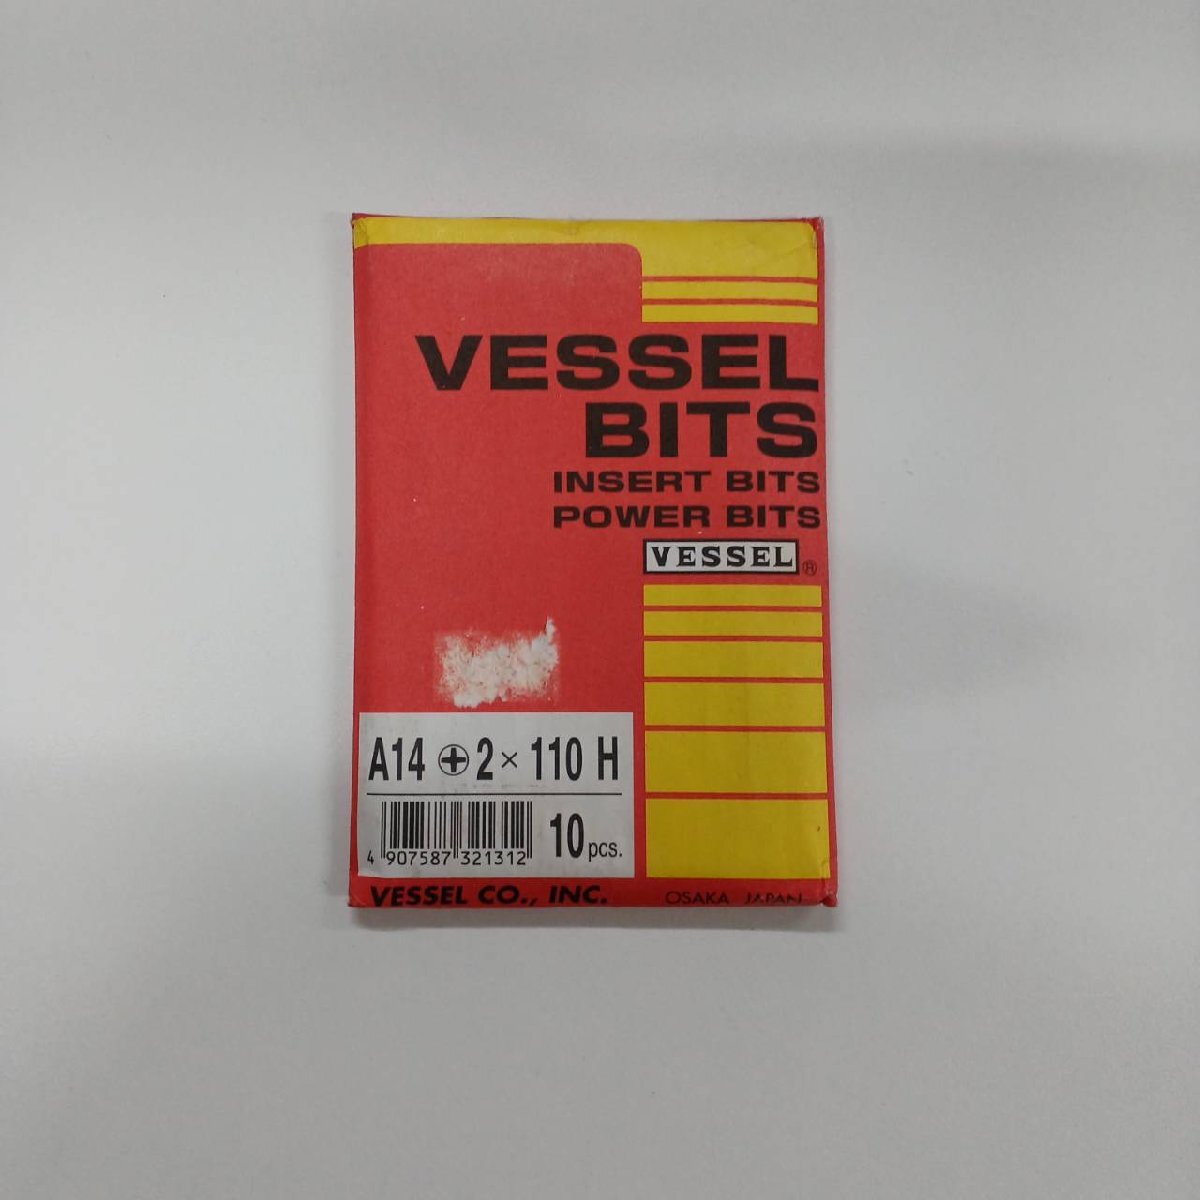 VESSEL
BITS
INSERT BITS
POWER BITS
VESSEL ®
A14 ⊕2× 110 H
4 907587 321312
10 pcs.
VESSEL CO., INC. OSAKA JAPAN